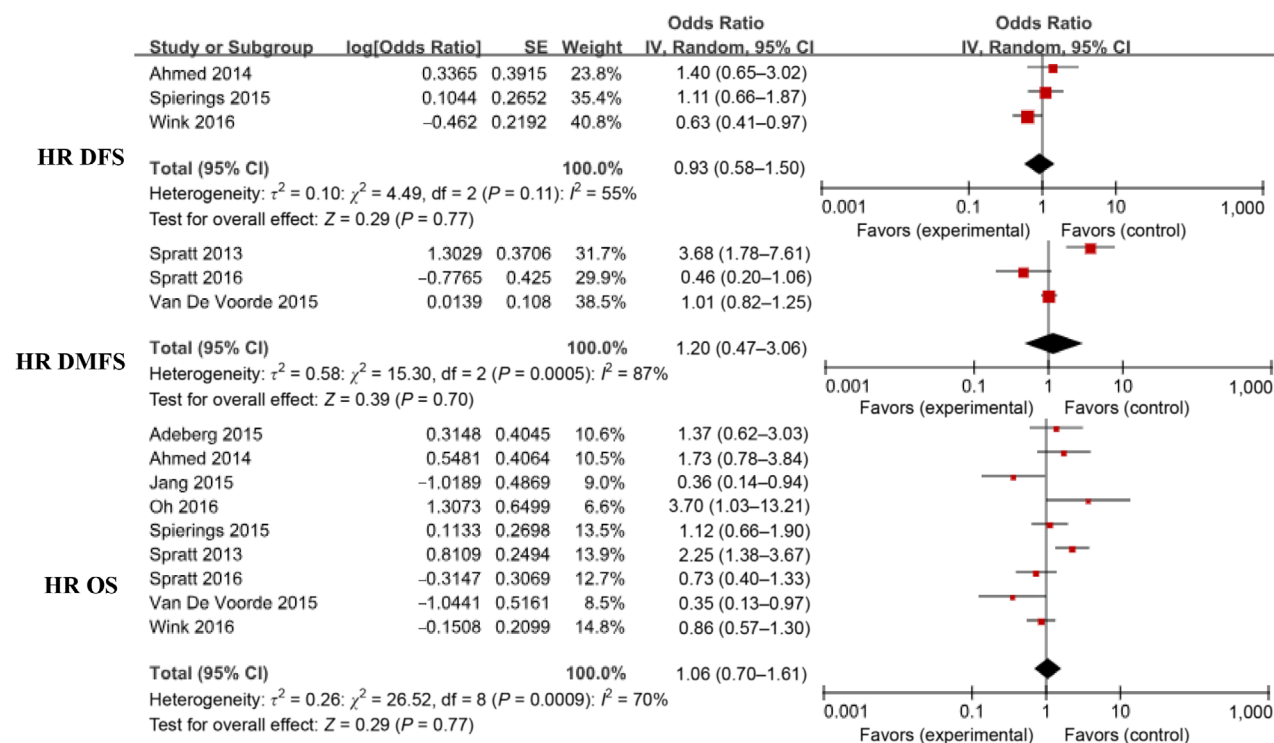 Odds Ratio Odds Ratio
Study or Subgroup log[Odds Ratio] SE Weight IV, Random, 95% CI IV, Random, 95% CI
Ahmed 2014 0.3365 0.3915 23.8% 1.40 (0.65–3.02)
Spierings 2015 0.1044 0.2652 35.4% 1.11 (0.66–1.87)
Wink 2016 −0.462 0.2192 40.8% 0.63 (0.41–0.97)
HR DFS
Total (95% CI) 100.0% 0.93 (0.58–1.50)
Heterogeneity: τ² = 0.10: χ² = 4.49, df = 2 (P = 0.11): I² = 55%
0.001 0.1 1 10 1,000
Test for overall effect: Z = 0.29 (P = 0.77)
Favors (experimental) Favors (control)
Spratt 2013 1.3029 0.3706 31.7% 3.68 (1.78–7.61)
Spratt 2016 −0.7765 0.425 29.9% 0.46 (0.20–1.06)
Van De Voorde 2015 0.0139 0.108 38.5% 1.01 (0.82–1.25)
HR DMFS
Total (95% CI) 100.0% 1.20 (0.47–3.06)
Heterogeneity: τ² = 0.58: χ² = 15.30, df = 2 (P = 0.0005): I² = 87%
0.001 0.1 1 10 1,000
Test for overall effect: Z = 0.39 (P = 0.70)
Favors (experimental) Favors (control)
Adeberg 2015 0.3148 0.4045 10.6% 1.37 (0.62–3.03)
Ahmed 2014 0.5481 0.4064 10.5% 1.73 (0.78–3.84)
Jang 2015 −1.0189 0.4869 9.0% 0.36 (0.14–0.94)
Oh 2016 1.3073 0.6499 6.6% 3.70 (1.03–13.21)
Spierings 2015 0.1133 0.2698 13.5% 1.12 (0.66–1.90)
Spratt 2013 0.8109 0.2494 13.9% 2.25 (1.38–3.67)
HR OS
Spratt 2016 −0.3147 0.3069 12.7% 0.73 (0.40–1.33)
Van De Voorde 2015 −1.0441 0.5161 8.5% 0.35 (0.13–0.97)
Wink 2016 −0.1508 0.2099 14.8% 0.86 (0.57–1.30)
Total (95% CI) 100.0% 1.06 (0.70–1.61)
Heterogeneity: τ² = 0.26: χ² = 26.52, df = 8 (P = 0.0009): I² = 70%
0.001 0.1 1 10 1,000
Test for overall effect: Z = 0.29 (P = 0.77)
Favors (experimental) Favors (control)